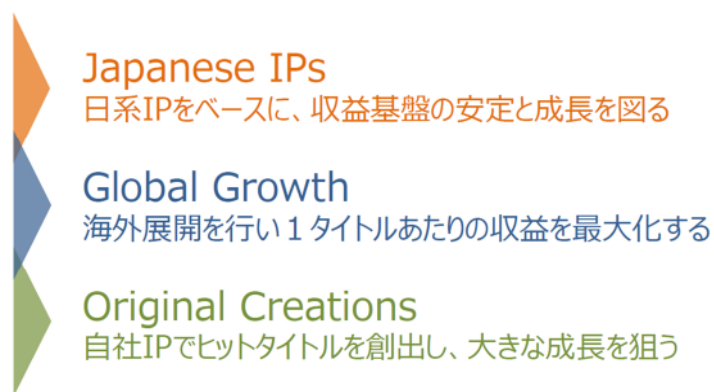 Japanese IPs
日系IPをベースに、収益基盤の安定と成長を図る
Global Growth
海外展開を行い１タイトルあたりの収益を最大化する
Original Creations
自社IPでヒットタイトルを創出し、大きな成長を狙う